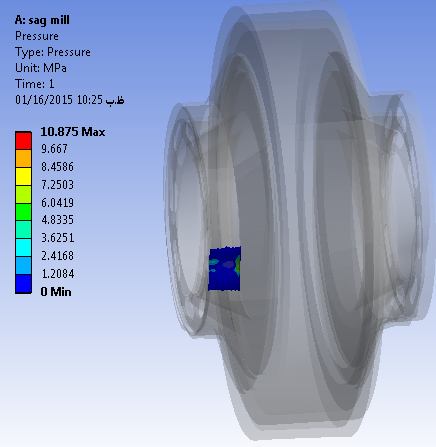 A: sag mill
Pressure
Type: Pressure
Unit: MPa
Time: 1
01/16/2015 10:25 ظ.ب
10.875 Max
9.667
8.4586
7.2503
6.0419
4.8335
3.6251
2.4168
1.2084
0 Min